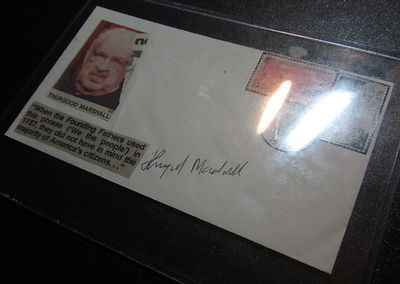 THURGOOD MARSHALL
"When the Founding Fathers used
this phrase ('We the people') in
1787, they did not have in mind the
majority of America's citizens. . ."
Thurgood Marshall